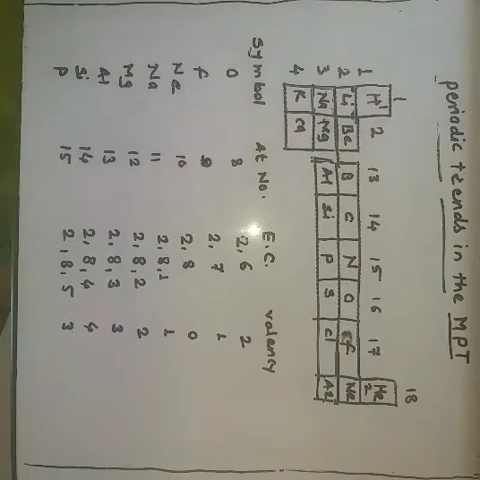 periodic trends in the MPT
1 18
H 2 13 14 15 16 17 He
1
2 Li Be B C N O f Ne
3 Na Mg Al Si P S Cl Ar
4 K Ca
Symbol At No. E.C. valency
O 8 2,6 2
f 9 2,7 1
Ne 10 2,8 0
Na 11 2,8,1 1
Mg 12 2,8,2 2
Al 13 2,8,3 3
Si 14 2,8,4 4
P 15 2,8,5 3